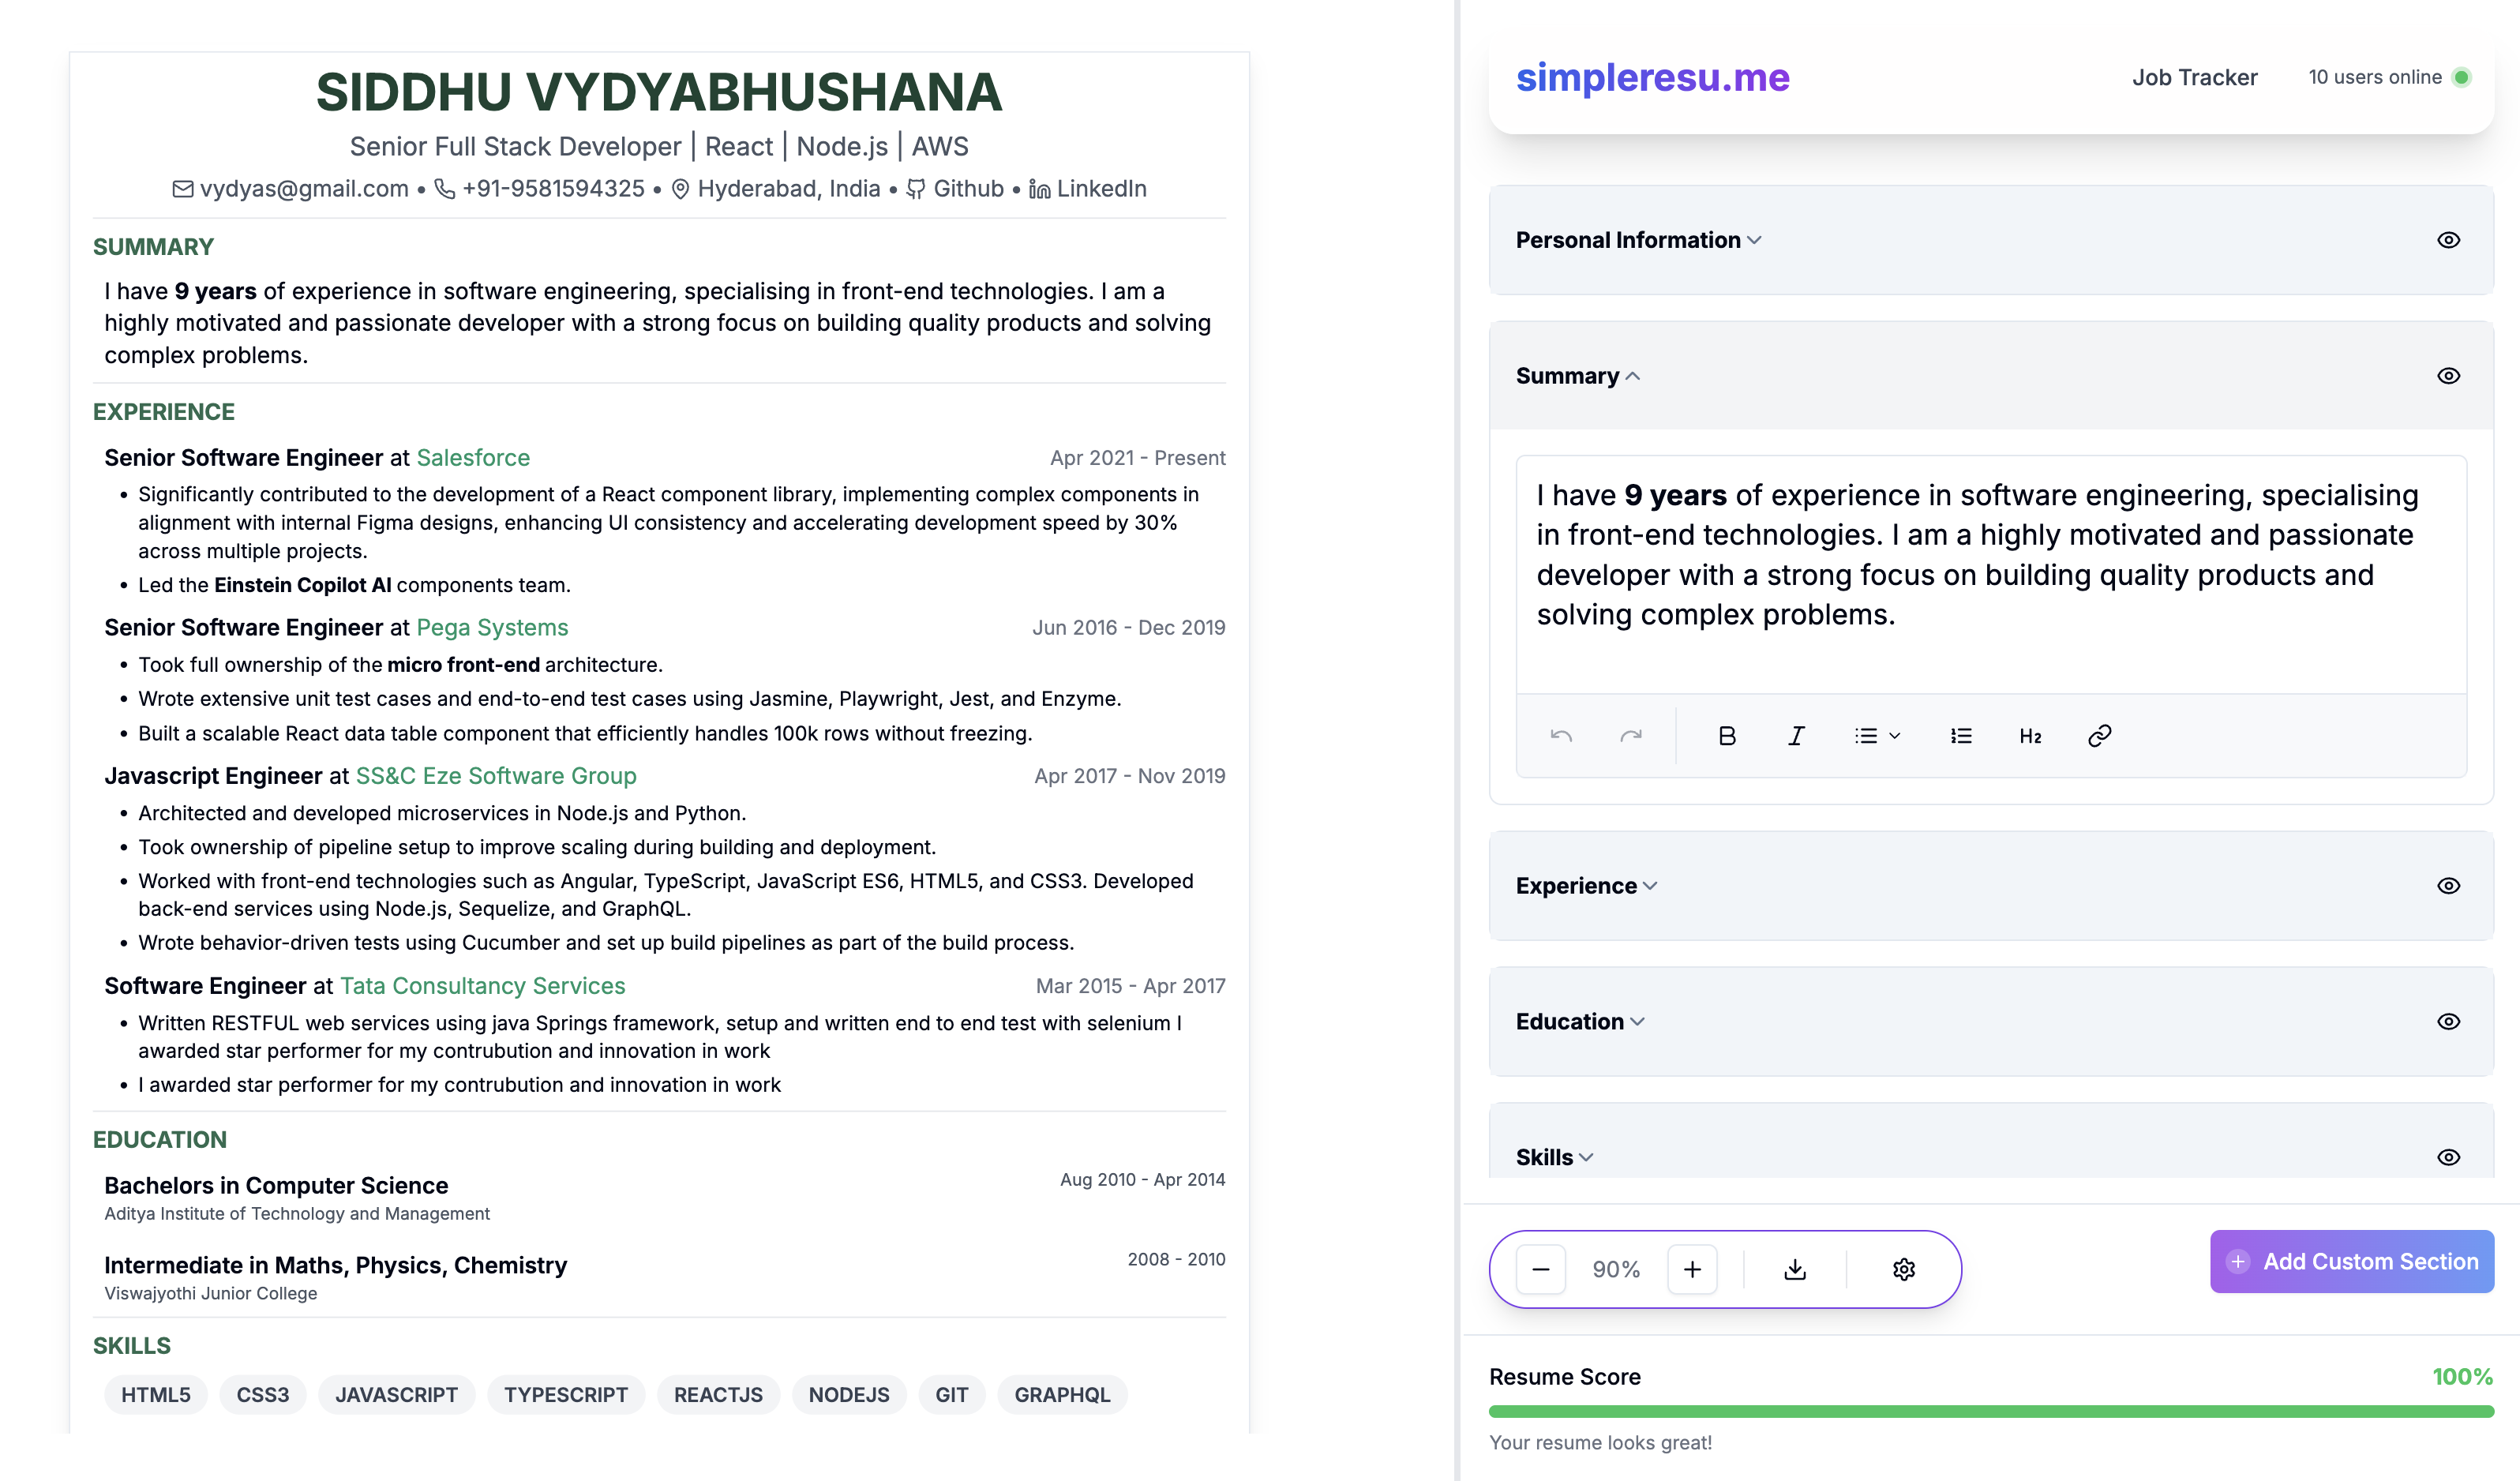 SIDDHU VYDYABHUSHANA
Senior Full Stack Developer | React | Node.js | AWS
vydyas@gmail.com • +91-9581594325 • Hyderabad, India • Github • LinkedIn
SUMMARY
I have 9 years of experience in software engineering, specialising in front-end technologies. I am a
highly motivated and passionate developer with a strong focus on building quality products and solving
complex problems.
EXPERIENCE
Senior Software Engineer at Salesforce Apr 2021 - Present
• Significantly contributed to the development of a React component library, implementing complex components in
alignment with internal Figma designs, enhancing UI consistency and accelerating development speed by 30%
across multiple projects.
• Led the Einstein Copilot AI components team.
Senior Software Engineer at Pega Systems Jun 2016 - Dec 2019
• Took full ownership of the micro front-end architecture.
• Wrote extensive unit test cases and end-to-end test cases using Jasmine, Playwright, Jest, and Enzyme.
• Built a scalable React data table component that efficiently handles 100k rows without freezing.
Javascript Engineer at SS&C Eze Software Group Apr 2017 - Nov 2019
• Architected and developed microservices in Node.js and Python.
• Took ownership of pipeline setup to improve scaling during building and deployment.
• Worked with front-end technologies such as Angular, TypeScript, JavaScript ES6, HTML5, and CSS3. Developed
back-end services using Node.js, Sequelize, and GraphQL.
• Wrote behavior-driven tests using Cucumber and set up build pipelines as part of the build process.
Software Engineer at Tata Consultancy Services Mar 2015 - Apr 2017
• Written RESTFUL web services using java Springs framework, setup and written end to end test with selenium I
awarded star performer for my contrubution and innovation in work
• I awarded star performer for my contrubution and innovation in work
EDUCATION
Bachelors in Computer Science Aug 2010 - Apr 2014
Aditya Institute of Technology and Management
Intermediate in Maths, Physics, Chemistry 2008 - 2010
Viswajyothi Junior College
SKILLS
HTML5 CSS3 JAVASCRIPT TYPESCRIPT REACTJS NODEJS GIT GRAPHQL
simpleresu.me Job Tracker 10 users online
Personal Information
Summary
I have 9 years of experience in software engineering, specialising
in front-end technologies. I am a highly motivated and passionate
developer with a strong focus on building quality products and
solving complex problems.
B I H2
Experience
Education
Skills
90% Add Custom Section
Resume Score 100%
Your resume looks great!